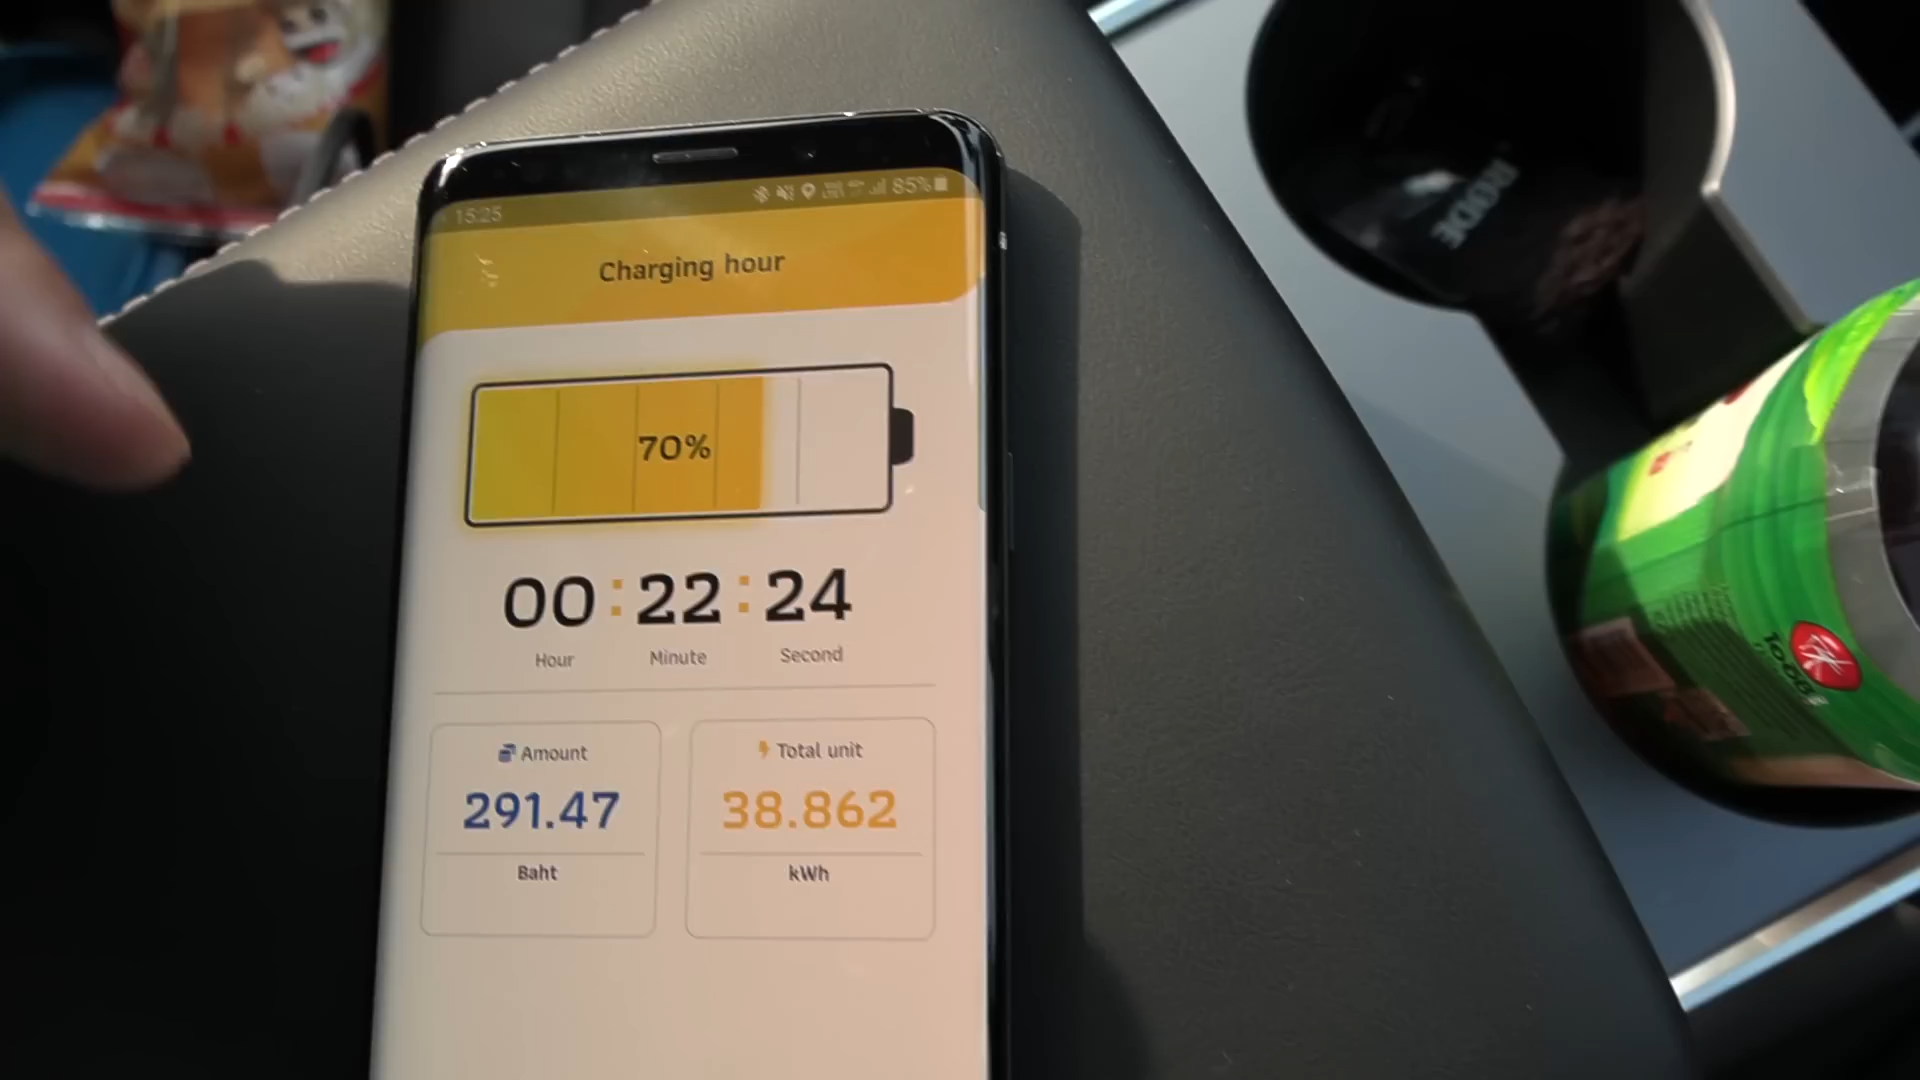 15:25
85%
Charging hour
70%
00 : 22 : 24
Hour Minute Second
Amount
291.47
Baht
Total unit
38.862
kWh
RODE